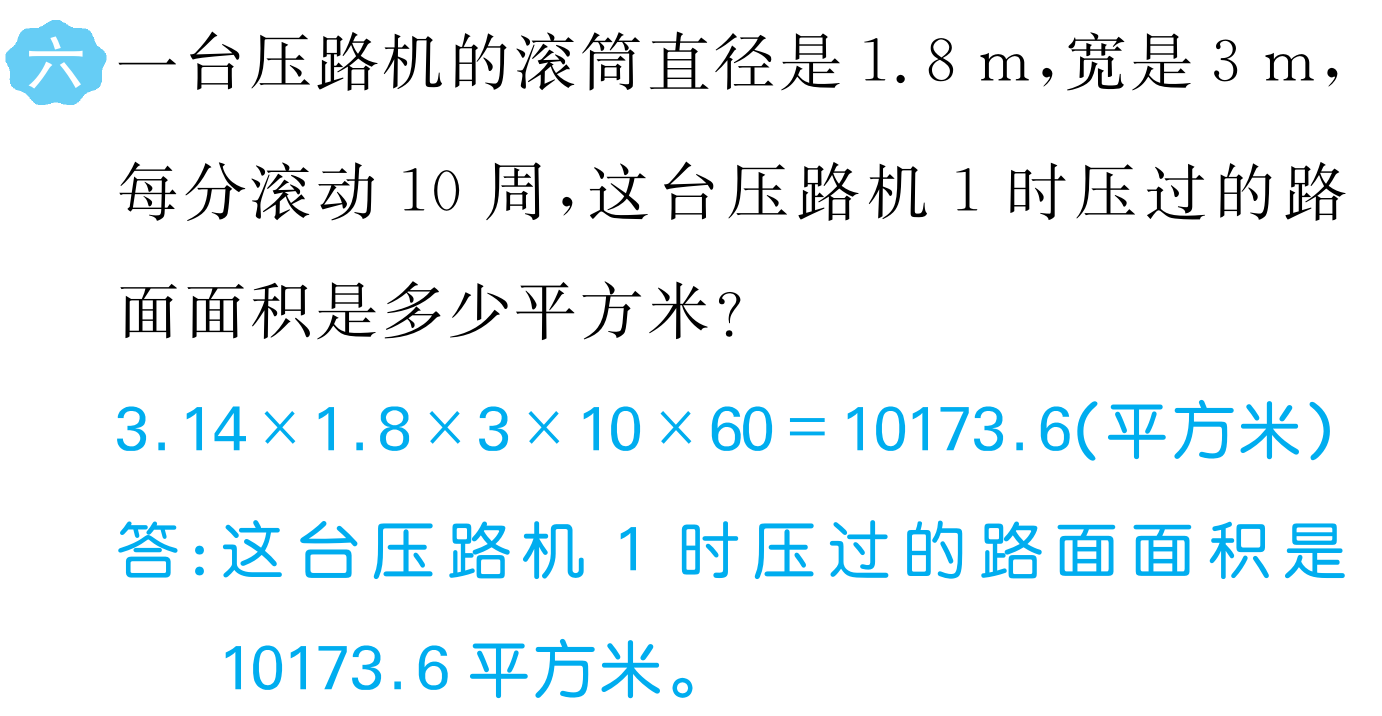 六 一台压路机的滚筒直径是 1.8 m,宽是 3 m,
每分滚动 10 周,这台压路机 1 时压过的路
面面积是多少平方米?
3.14×1.8×3×10×60=10173.6(平方米)
答:这台压路机 1 时压过的路面面积是
10173.6 平方米。